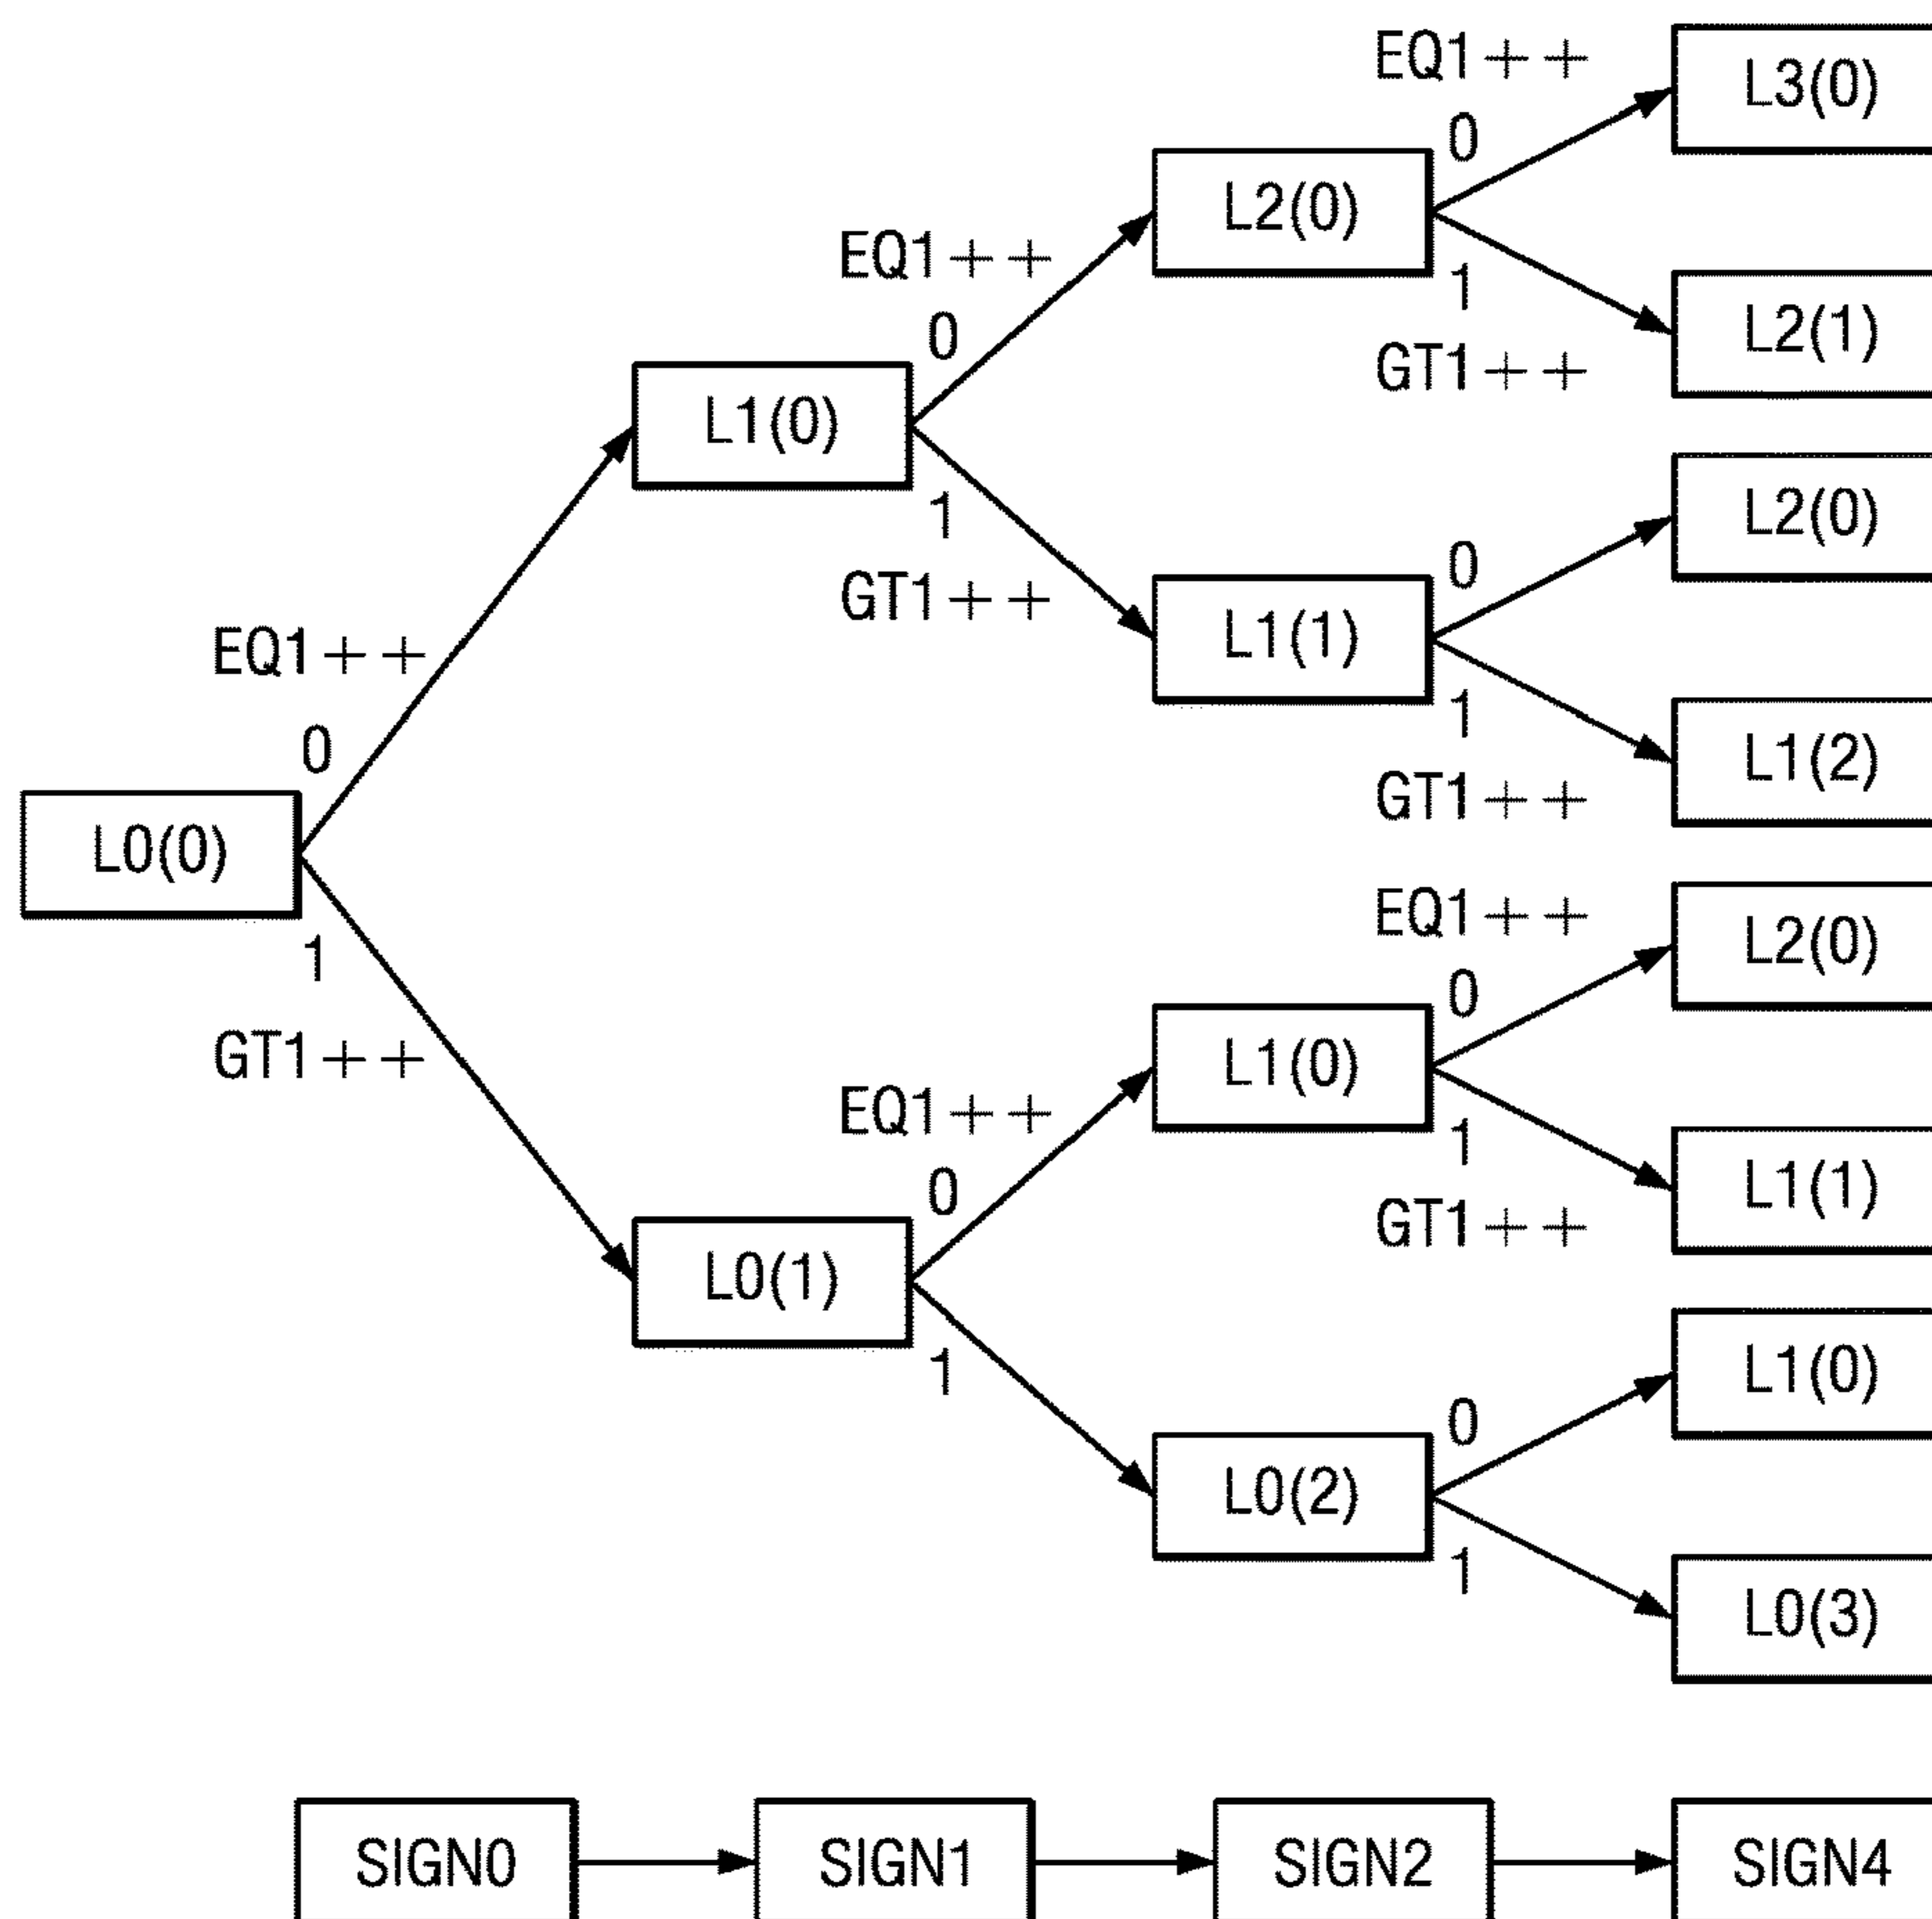 EQ1++
L3(0)
0
L2(0)
1
L2(1)
GT1++
EQ1++
0
L1(0)
1
GT1++
L2(0)
0
L1(1)
1
L1(2)
GT1++
EQ1++
0
L0(0)
1
GT1++
EQ1++
L2(0)
0
L1(0)
1
L1(1)
GT1++
EQ1++
0
L0(1)
1
L1(0)
0
L0(2)
1
L0(3)
SIGN0
SIGN1
SIGN2
SIGN4